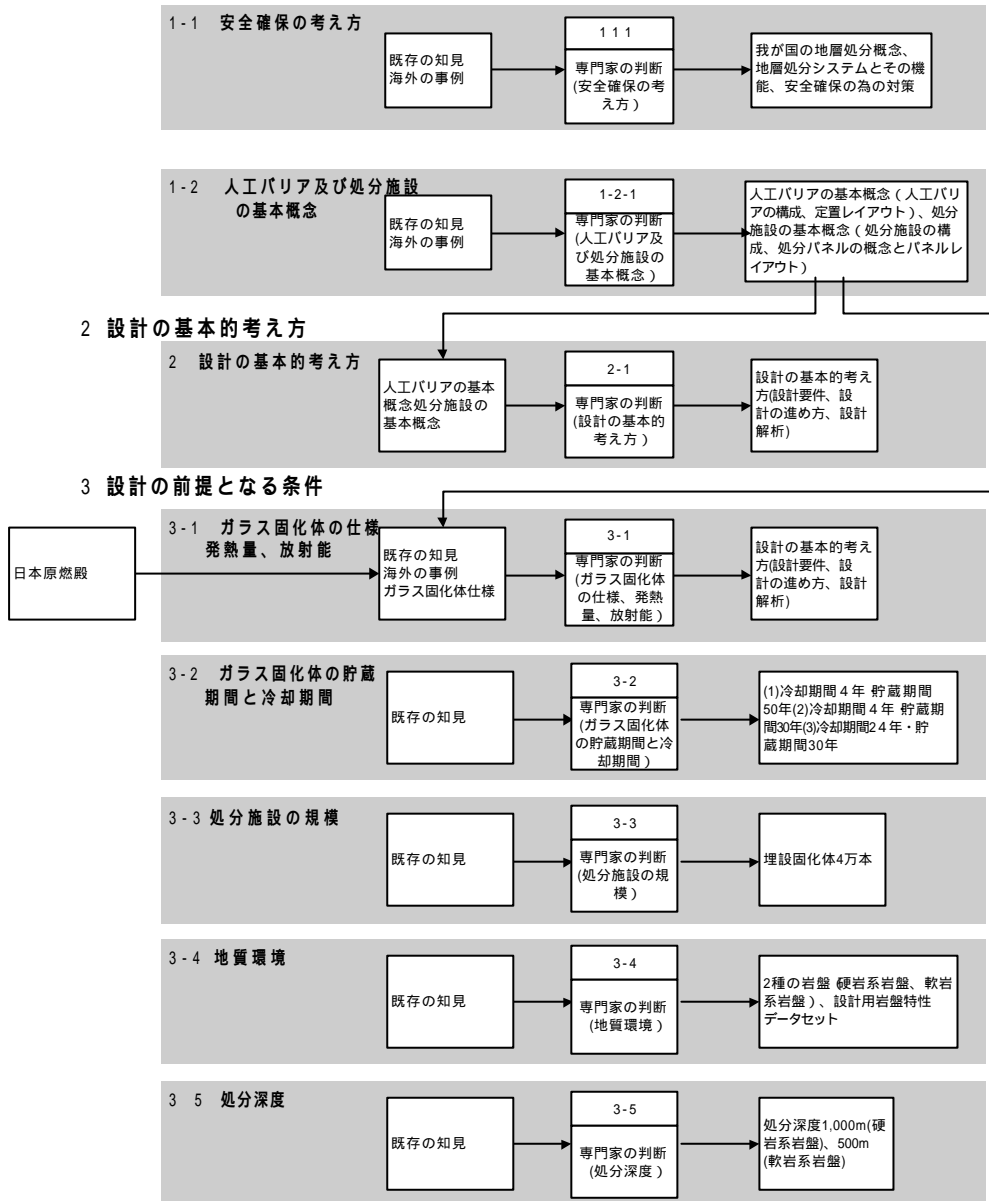 1-1 安全確保の考え方
既存の知見
海外の事例
1 1 1
専門家の判断
(安全確保の考
え方)
我が国の地層処分概念、
地層処分システムとその機
能、安全確保の為の対策
1-2 人工バリア及び処分施設
の基本概念
既存の知見
海外の事例
1-2-1
専門家の判断
(人工バリア及
び処分施設の
基本概念)
人工バリアの基本概念(人工バリ
アの構成、定置レイアウト)、処分
施設の基本概念(処分施設の構
成、処分パネルの概念とパネルレ
イアウト)
2 設計の基本的考え方
2 設計の基本的考え方
人工バリアの基本
概念処分施設の
基本概念
2-1
専門家の判断
(設計の基本的
考え方)
設計の基本的考え
方(設計要件、設
計の進め方、設計
解析)
3 設計の前提となる条件
日本原燃殿
3-1 ガラス固化体の仕様
発熱量、放射能
既存の知見
海外の事例
ガラス固化体仕様
3-1
専門家の判断
(ガラス固化体
の仕様、発熱
量、放射能)
設計の基本的考え
方(設計要件、設
計の進め方、設計
解析)
3-2 ガラス固化体の貯蔵
期間と冷却期間
既存の知見
3-2
専門家の判断
(ガラス固化体
の貯蔵期間と冷
却期間)
(1)冷却期間4年 貯蔵期間
50年(2)冷却期間4年 貯蔵期
間30年(3)冷却期間24年・貯
蔵期間30年
3-3 処分施設の規模
既存の知見
3-3
専門家の判断
(処分施設の規
模)
埋設固化体4万本
3-4 地質環境
既存の知見
3-4
専門家の判断
(地質環境)
2種の岩盤 硬岩系岩盤、軟岩
系岩盤)、設計用岩盤特性
データセット
3 5 処分深度
既存の知見
3-5
専門家の判断
(処分深度)
処分深度1,000m(硬
岩系岩盤)、500m
(軟岩系岩盤)